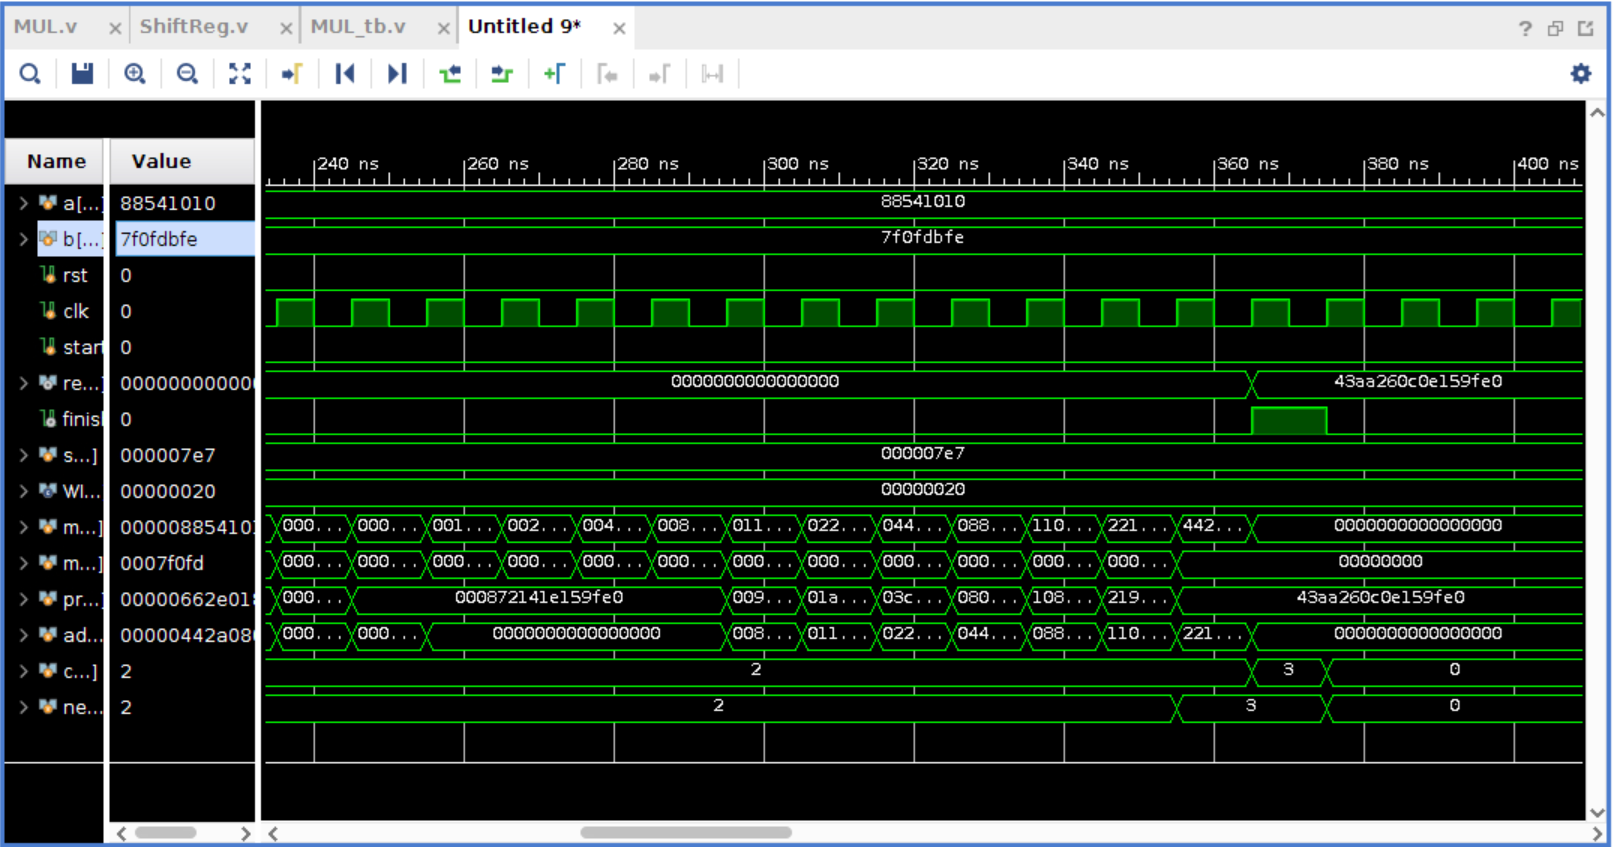 MUL.v ShiftReg.v MUL_tb.v Untitled 9*
?
Name Value
240 ns 260 ns 280 ns 300 ns 320 ns 340 ns 360 ns 380 ns 400 ns
a[...] 88541010 88541010
b[...] 7f0fdbfe 7f0fdbfe
rst 0
clk 0
start 0
re...] 000000000000 0000000000000000 43aa260c0e159fe0
finish 0
s...] 000007e7 000007e7
WI... 00000020 00000020
m...] 00000885410 000... 000... 001... 002... 004... 008... 011... 022... 044... 088... 110... 221... 442... 0000000000000000
m...] 0007f0fd 000... 000... 000... 000... 000... 000... 000... 000... 000... 000... 000... 000... 00000000
pr...] 00000662e01 000... 000872141e159fe0 009... 01a... 03c... 080... 108... 219... 43aa260c0e159fe0
ad... 00000442a08 000... 000... 0000000000000000 008... 011... 022... 044... 088... 110... 221... 0000000000000000
c...] 2 2 3 0
ne... 2 2 3 0